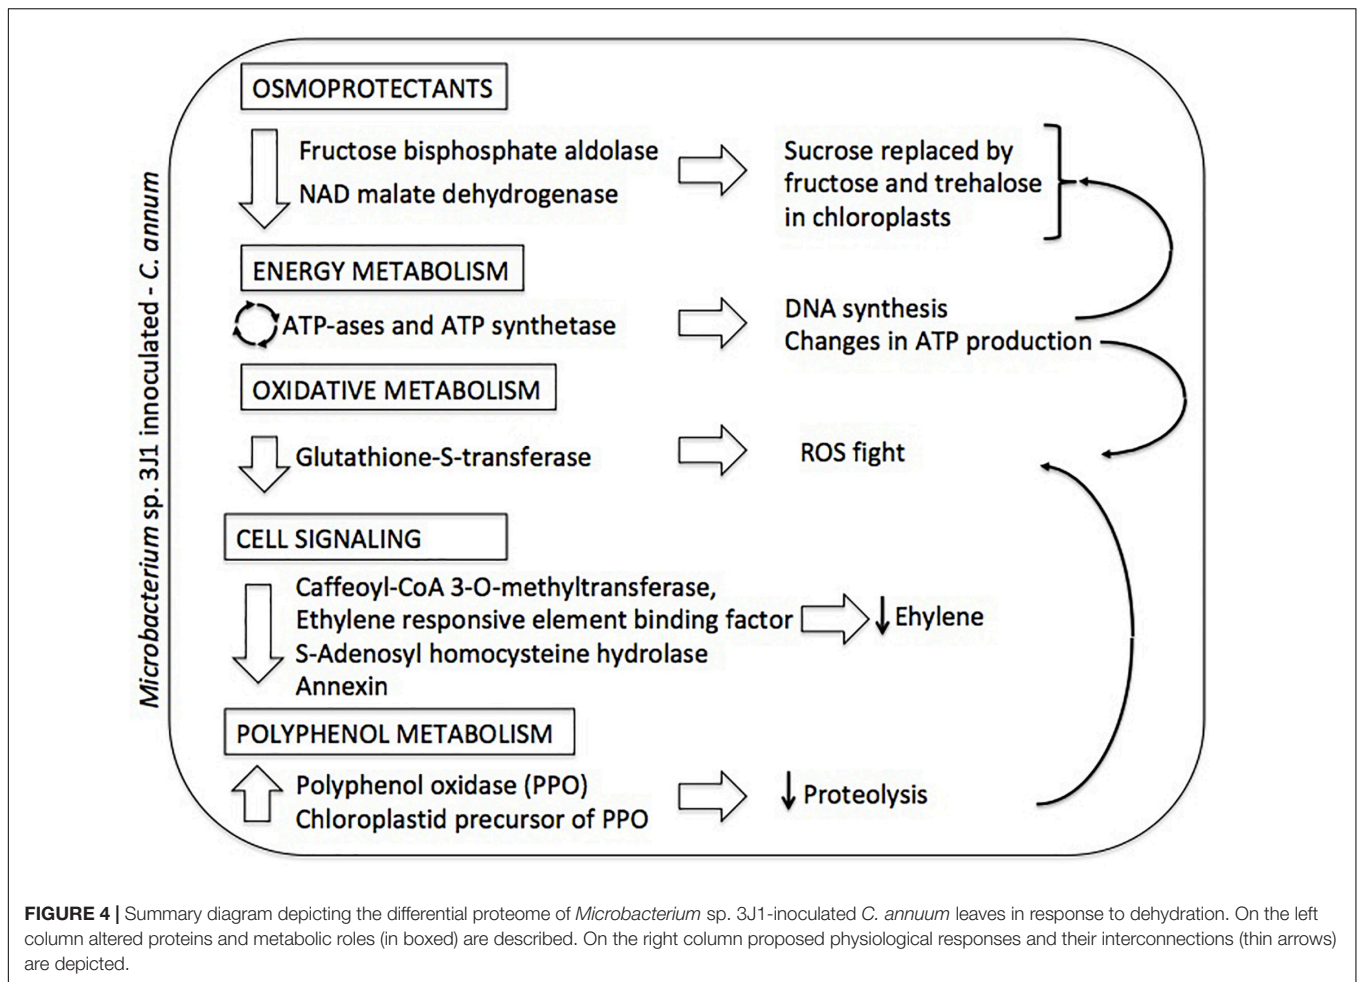 Microbacterium sp. 3J1 innoculated - C. annum
OSMOPROTECTANTS
Fructose bisphosphate aldolase
NAD malate dehydrogenase
Sucrose replaced by
fructose and trehalose
in chloroplasts
ENERGY METABOLISM
ATP-ases and ATP synthetase
DNA synthesis
Changes in ATP production
OXIDATIVE METABOLISM
Glutathione-S-transferase
ROS fight
CELL SIGNALING
Caffeoyl-CoA 3-O-methyltransferase,
Ethylene responsive element binding factor
S-Adenosyl homocysteine hydrolase
Annexin
Ehylene
POLYPHENOL METABOLISM
Polyphenol oxidase (PPO)
Chloroplastid precursor of PPO
Proteolysis
FIGURE 4 | Summary diagram depicting the differential proteome of Microbacterium sp. 3J1-inoculated C. annuum leaves in response to dehydration. On the left
column altered proteins and metabolic roles (in boxed) are described. On the right column proposed physiological responses and their interconnections (thin arrows)
are depicted.